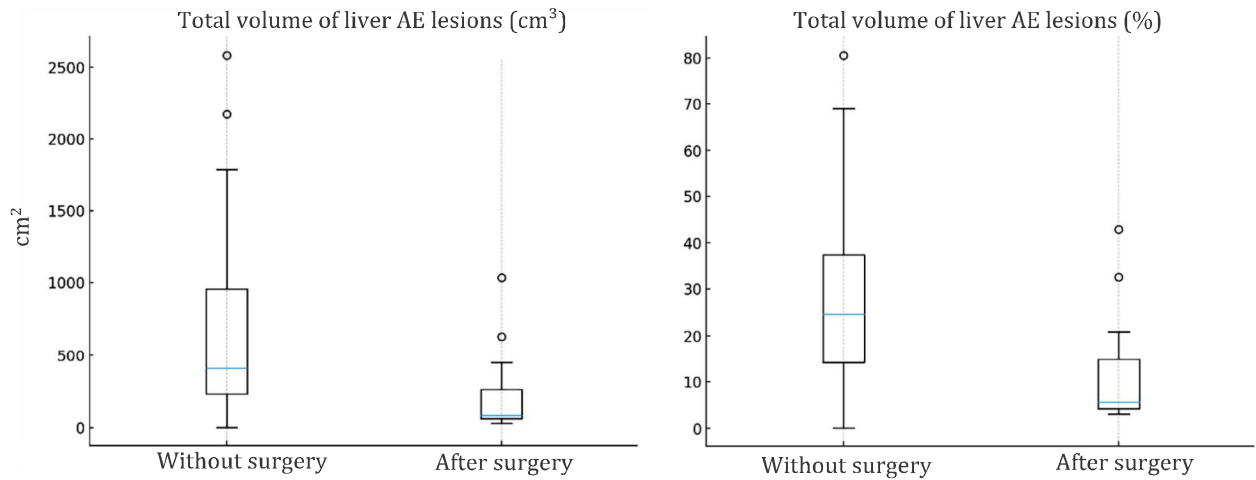 Total volume of liver AE lesions (cm³)
2500
2000
1500
1000
500
0
cm²
Without surgery
After surgery
Total volume of liver AE lesions (%)
80
70
60
50
40
30
20
10
0
Without surgery
After surgery